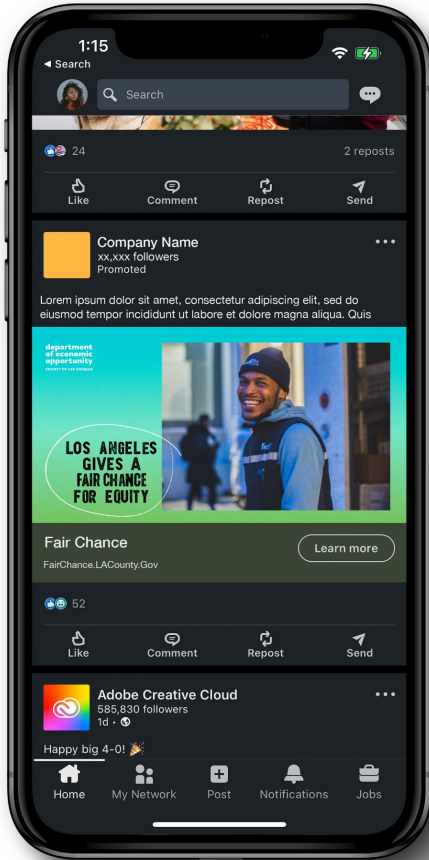 1:15
◀ Search
Search
24
2 reposts
Like
Comment
Repost
Send
Company Name
xx,xxx followers
Promoted
Lorem ipsum dolor sit amet, consectetur adipiscing elit, sed do
eiusmod tempor incididunt ut labore et dolore magna aliqua. Quis
department
of economic
opportunity
COUNTY OF LOS ANGELES
LOS ANGELES
GIVES A
FAIR CHANCE
FOR EQUITY
FedEx
Fair Chance
FairChance.LACounty.Gov
Learn more
52
Like
Comment
Repost
Send
Adobe Creative Cloud
585,830 followers
1d •
Happy big 4-0! 🎉
Home
My Network
Post
Notifications
Jobs